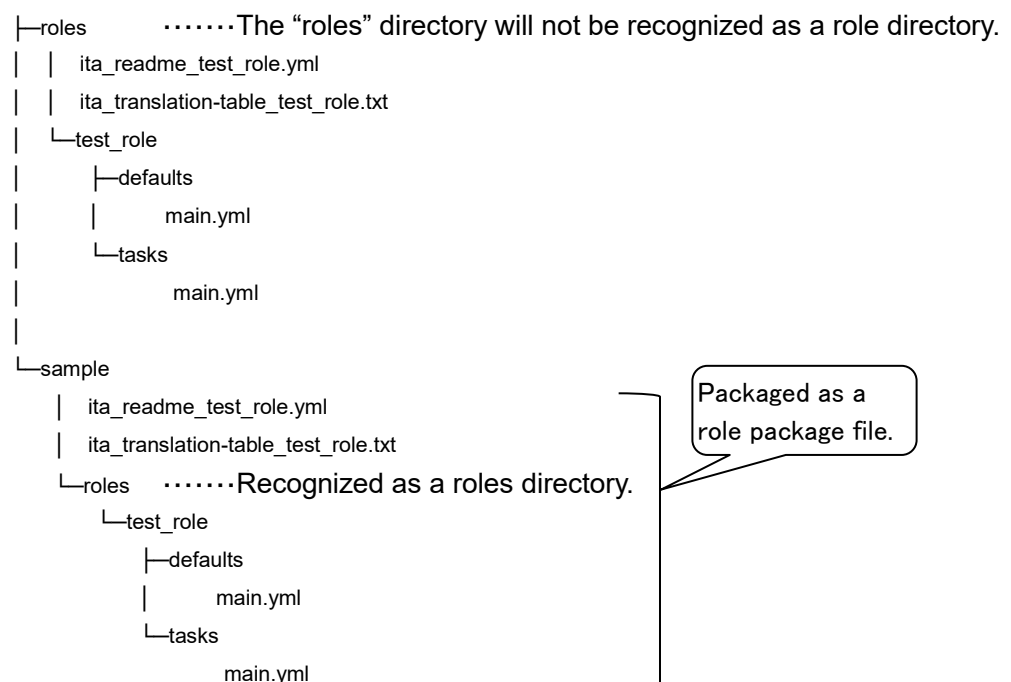 ├─roles ･･･････The “roles” directory will not be recognized as a role directory.
│ │ ita_readme_test_role.yml
│ │ ita_translation-table_test_role.txt
│ └─test_role
│ ├─defaults
│ │ main.yml
│ └─tasks
│ main.yml
│
└─sample
│ ita_readme_test_role.yml
│ ita_translation-table_test_role.txt
└─roles ･･･････Recognized as a roles directory.
└─test_role
├─defaults
│ main.yml
└─tasks
main.yml
Packaged as a
role package file.